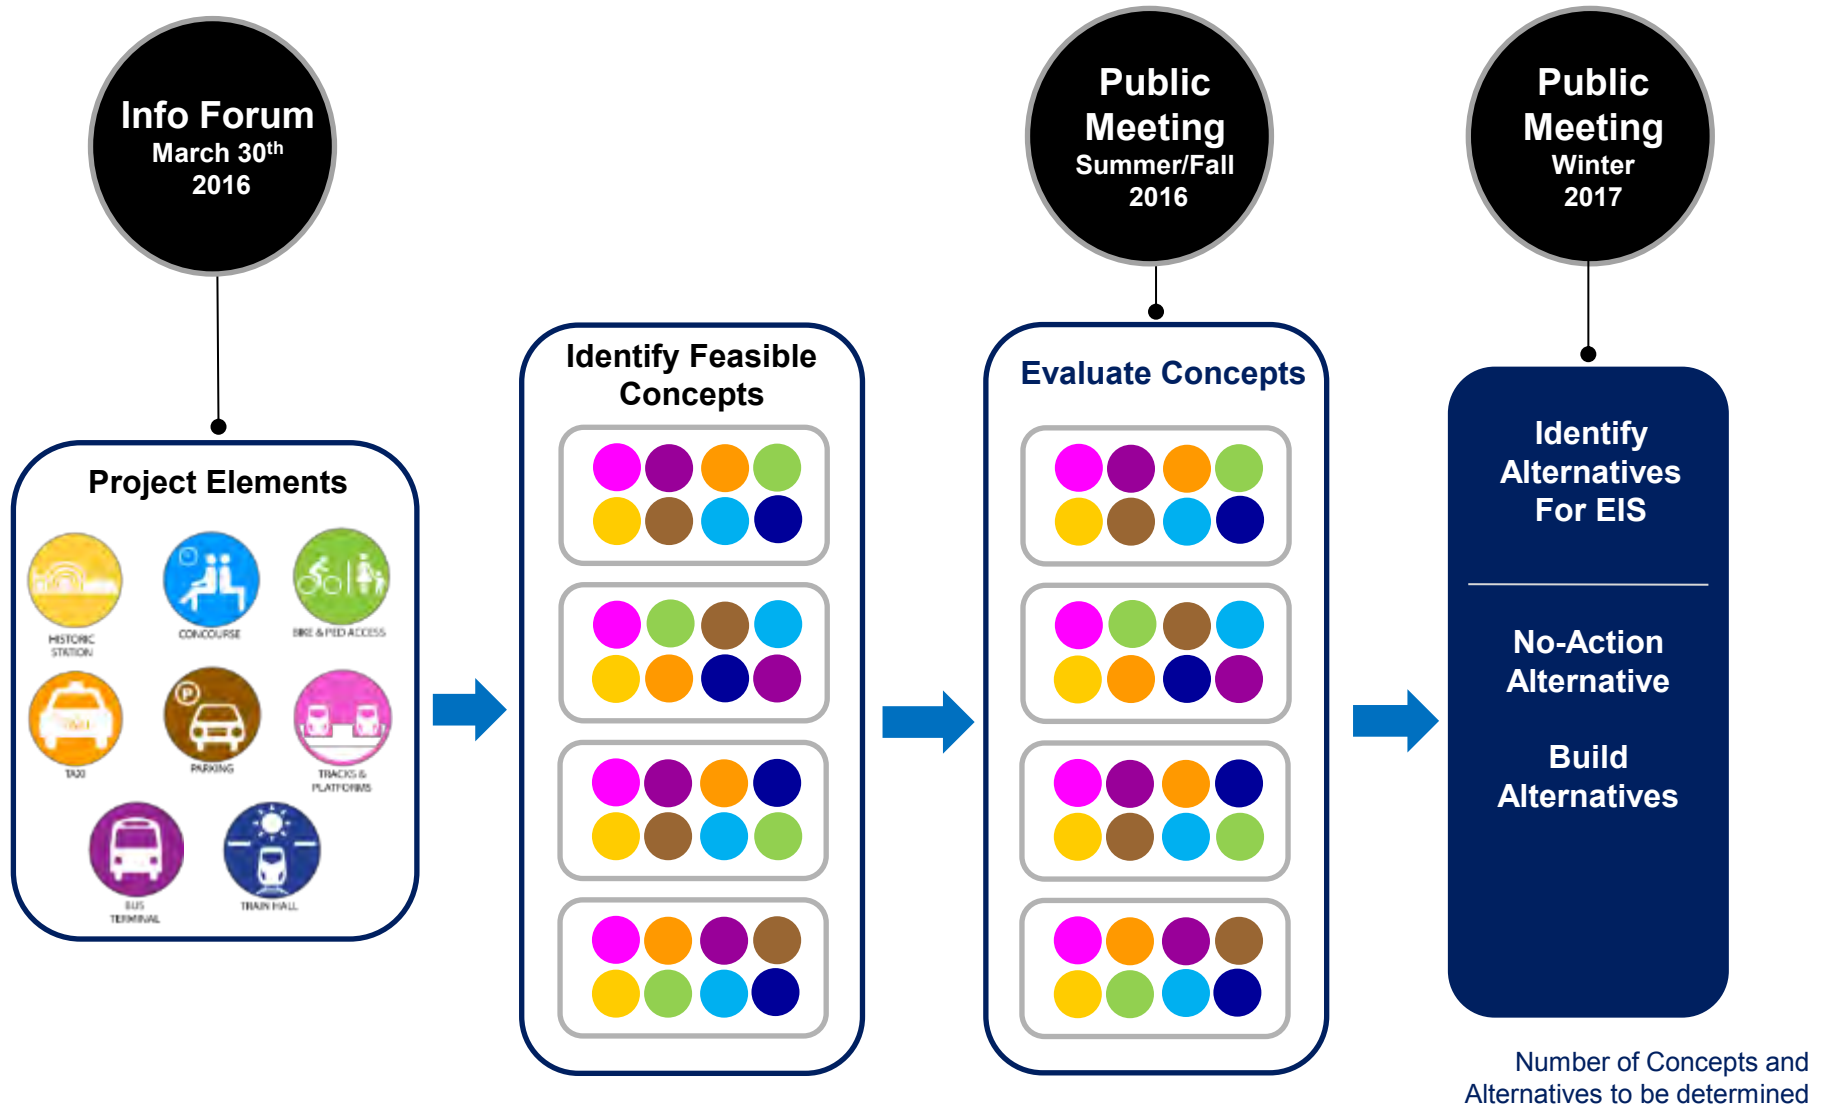 Info Forum
March 30th
2016
Public
Meeting
Summer/Fall
2016
Public
Meeting
Winter
2017
Project Elements
HISTORIC
STATION
CONCOURSE
BIKE & PED ACCESS
TAXI
TAXI
P
PARKING
TRACKS &
PLATFORMS
BUS
TERMINAL
TRAIN HALL
Identify Feasible
Concepts
Evaluate Concepts
Identify
Alternatives
For EIS
No-Action
Alternative
Build
Alternatives
Number of Concepts and
Alternatives to be determined